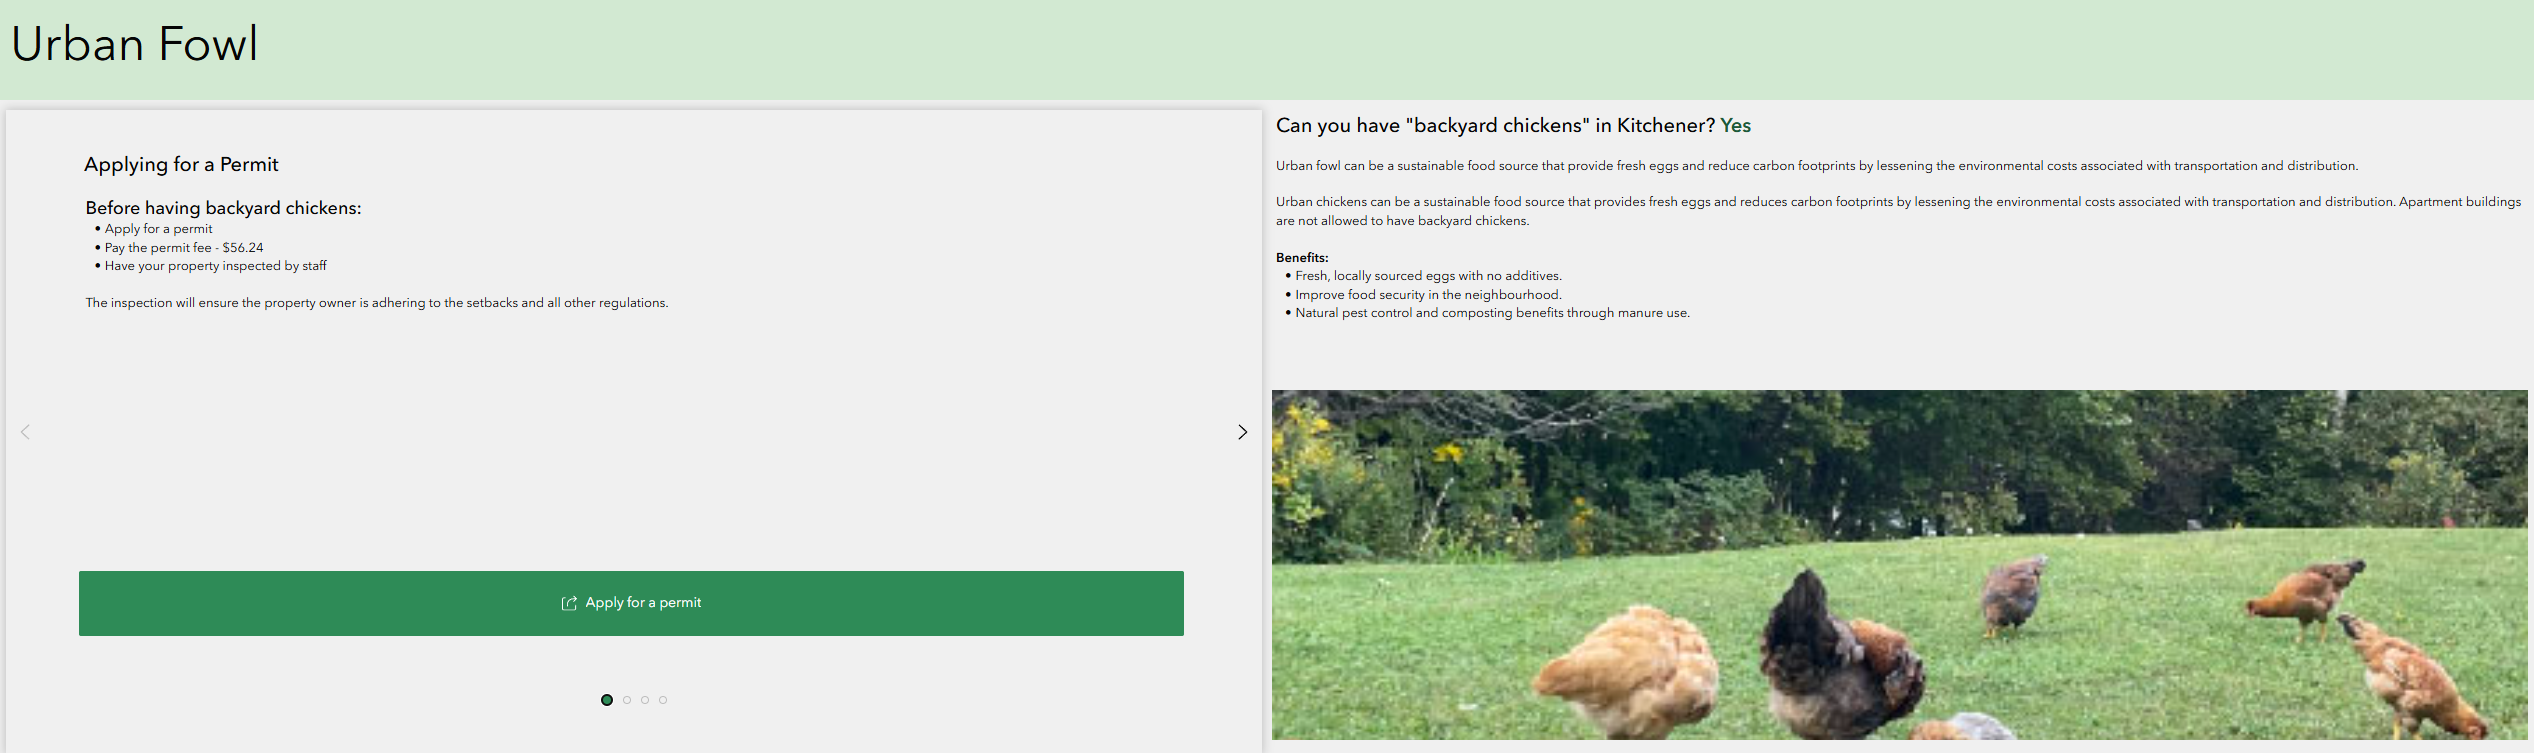 Urban Fowl
Applying for a Permit
Before having backyard chickens:
• Apply for a permit
• Pay the permit fee - $56.24
• Have your property inspected by staff
The inspection will ensure the property owner is adhering to the setbacks and all other regulations.
Apply for a permit
Can you have "backyard chickens" in Kitchener? Yes
Urban fowl can be a sustainable food source that provide fresh eggs and reduce carbon footprints by lessening the environmental costs associated with transportation and distribution.
Urban chickens can be a sustainable food source that provides fresh eggs and reduces carbon footprints by lessening the environmental costs associated with transportation and distribution. Apartment buildings
are not allowed to have backyard chickens.
Benefits:
• Fresh, locally sourced eggs with no additives.
• Improve food security in the neighbourhood.
• Natural pest control and composting benefits through manure use.